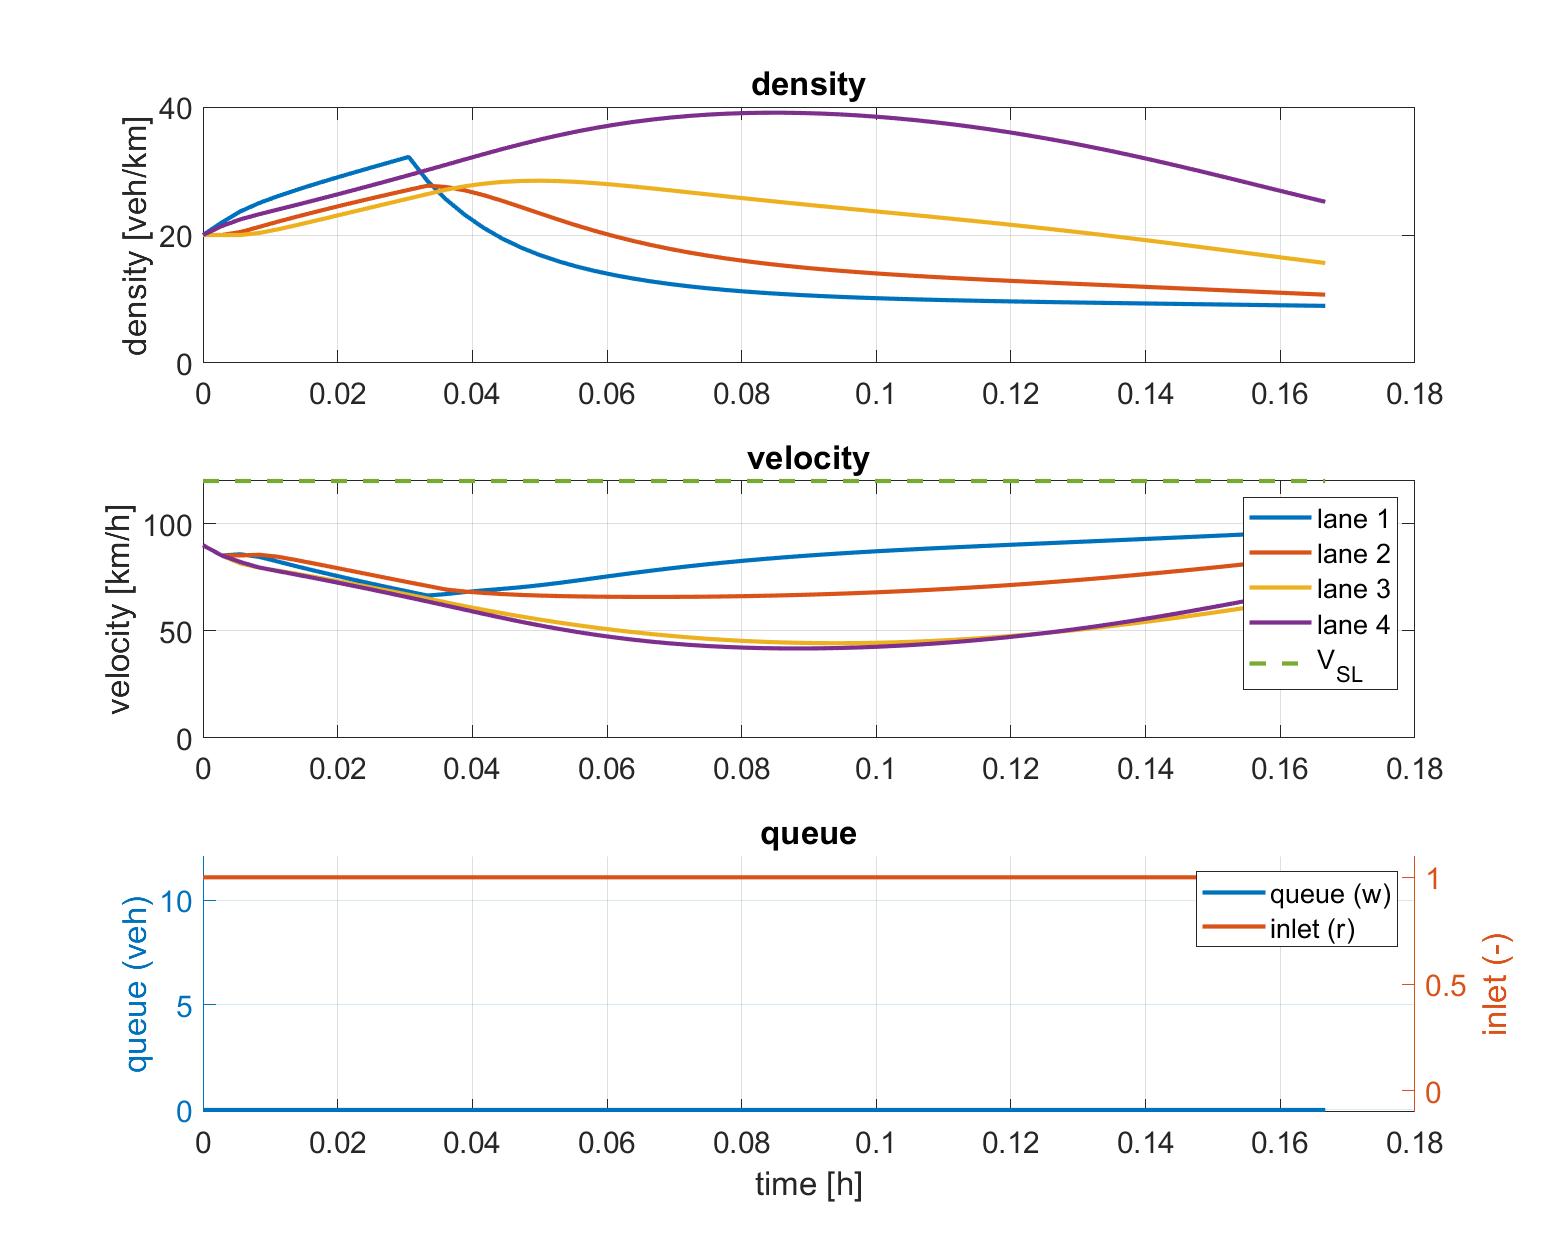 density
density [veh/km]
40
20
0
0 0.02 0.04 0.06 0.08 0.1 0.12 0.14 0.16 0.18
velocity
velocity [km/h]
100
50
0
lane 1
lane 2
lane 3
lane 4
VSL
0 0.02 0.04 0.06 0.08 0.1 0.12 0.14 0.16 0.18
queue
queue (veh)
10
5
0
queue (w)
inlet (r)
1
0.5
0
inlet (-)
0 0.02 0.04 0.06 0.08 0.1 0.12 0.14 0.16 0.18
time [h]